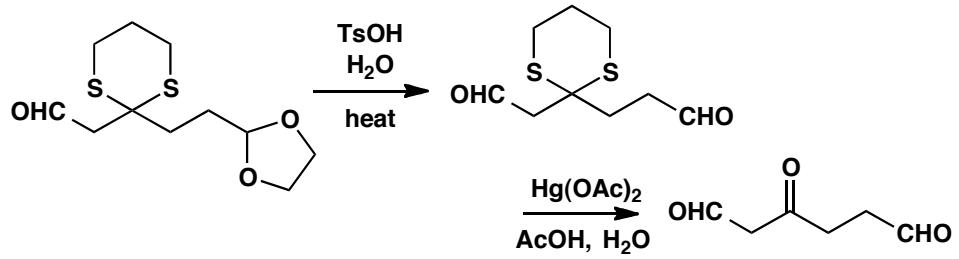 S S
OHC
O
O
TsOH
H2O
heat
S S
OHC
CHO
Hg(OAc)2
AcOH, H2O
O
OHC
CHO